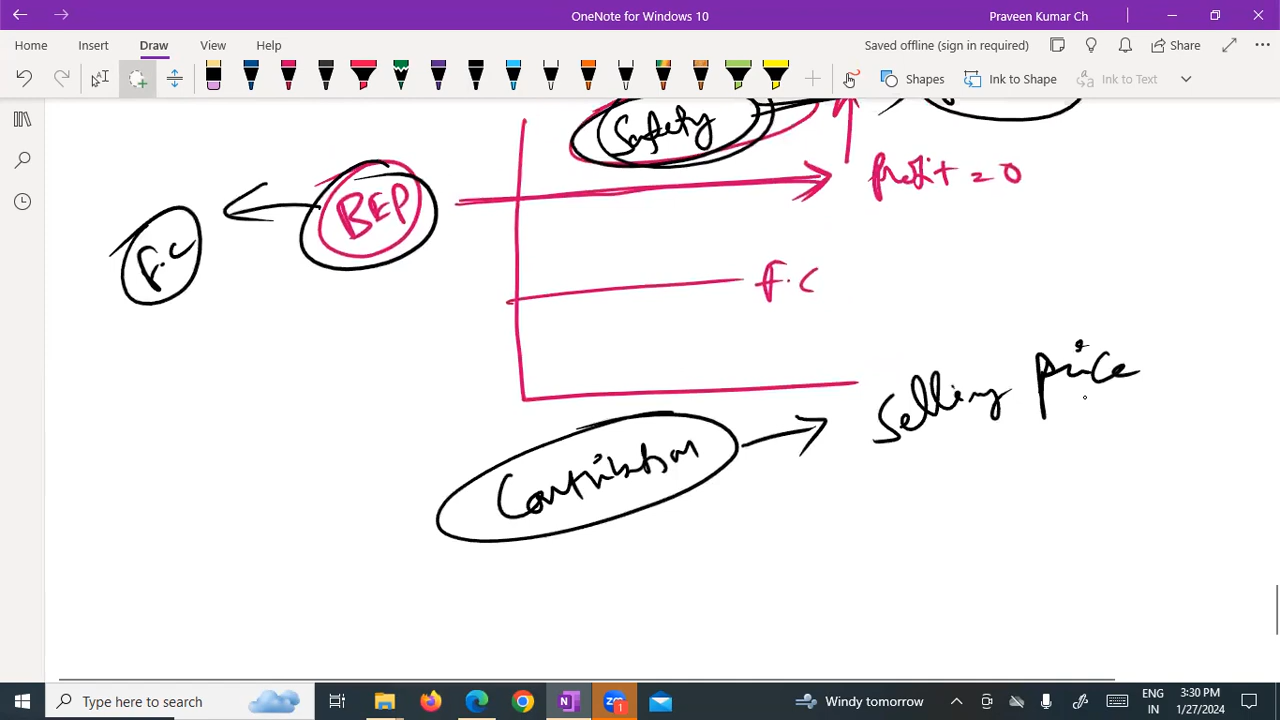 OneNote for Windows 10
Praveen Kumar Ch
Home Insert Draw View Help
Saved offline (sign in required)
Share
Shapes
Ink to Shape
Ink to Text
Safety
BEP
Profit = 0
F.C
F.C
Selling Price
Contribution
Type here to search
Windy tomorrow
ENG
IN
3:30 PM
1/27/2024
1